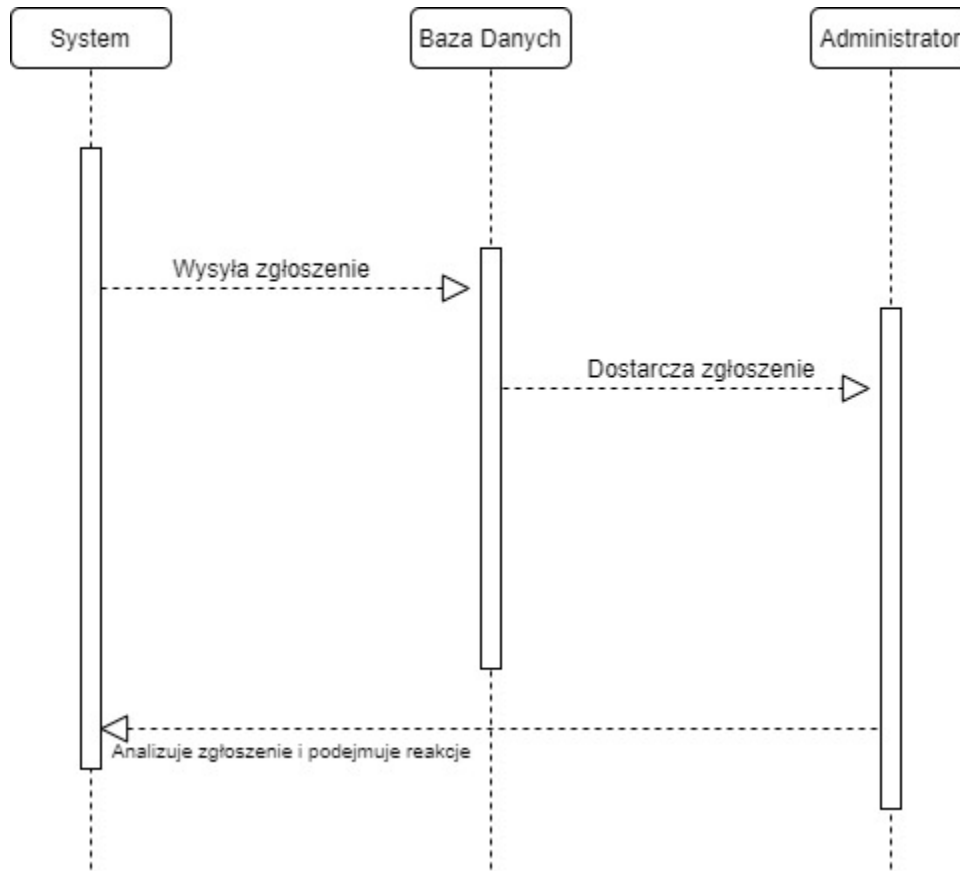 System
Baza Danych
Administrator
Wysyła zgłoszenie
Dostarcza zgłoszenie
Analizuje zgłoszenie i podejmuje reakcje